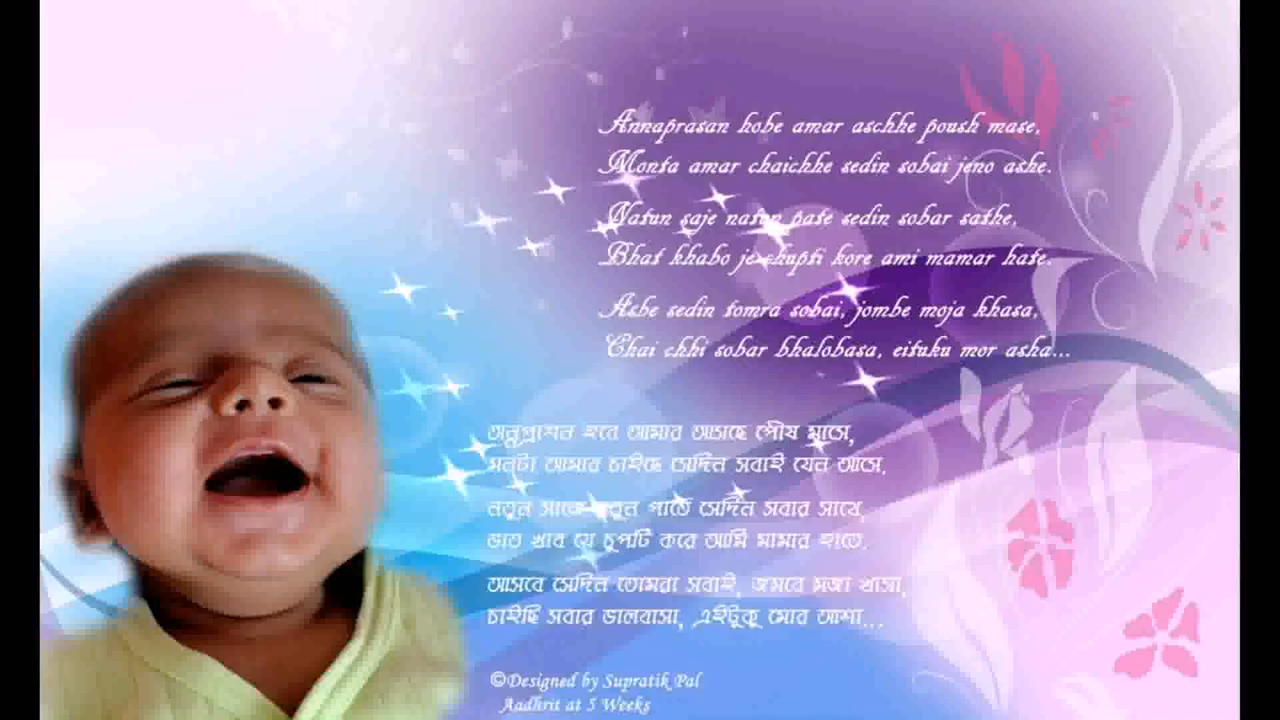 Annaprasan hobe amar aschhe poush mase,
Monta amar chaichhe sedin sobai jeno ashe.
Natun saje natun pate sedin sobar sathe,
Bhat khabo je chupti kore ami mamar hate.
Asbe sedin tomra sobai, jombe moja khasa,
Chai chhi sobar bhalobasa, eituku mor asha...
অন্নপ্রাশন হবে আমার আসছে পৌষ মাসে,
মনটা আমার চাইছে সেদিন সবাই যেন আসে.
নতুন সাজে নতুন পাতে সেদিন সবার সাথে,
ভাত খাব যে চুপটি করে আমি মামার হাতে.
আসবে সেদিন তোমরা সবাই, জমবে মজা খাসা,
চাইছি সবার ভালবাসা, এইটুকু মোর আশা...
©Designed by Supratik Pal
Aadhrit at 5 Weeks